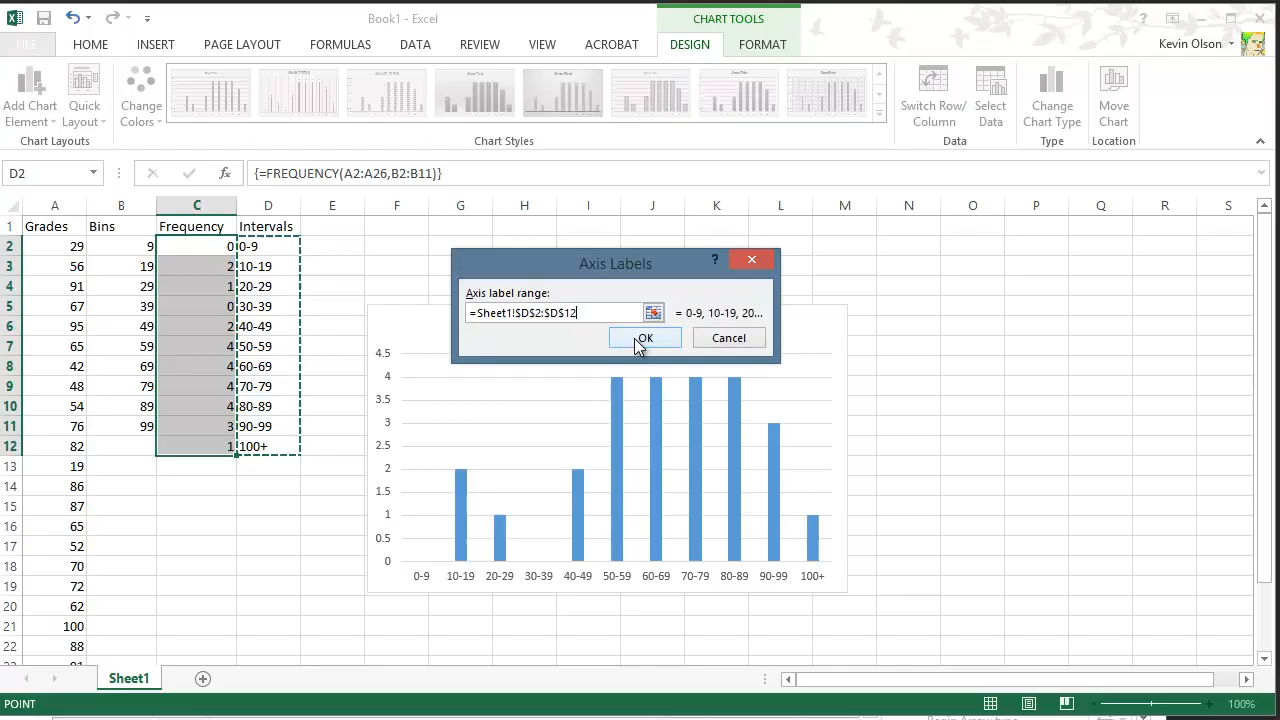 Book1 - Excel
CHART TOOLS
?
FILE
HOME
INSERT
PAGE LAYOUT
FORMULAS
DATA
REVIEW
VIEW
ACROBAT
DESIGN
FORMAT
Kevin Olson
Add Chart Element
Quick Layout
Change Colors
Switch Row/ Column
Select Data
Change Chart Type
Move Chart
Chart Layouts
Chart Styles
Data
Type
Location
D2
fx
{=FREQUENCY(A2:A26,B2:B11)}
A B C D E F G H I J K L M N O P Q R S
1 Grades Bins Frequency Intervals
2 29 9 0 0-9
3 56 19 2 10-19
4 91 29 1 20-29
5 67 39 0 30-39
6 95 49 2 40-49
7 65 59 4 50-59
8 42 69 4 60-69
9 48 79 4 70-79
10 54 89 4 80-89
11 76 99 3 90-99
12 82 1 100+
13 19
14 86
15 87
16 65
17 52
18 70
19 72
20 62
21 100
22 88
Axis Labels
?
Axis label range:
=Sheet1!$D$2:$D$12
= 0-9, 10-19, 20...
OK
Cancel
4.5
4
3.5
3
2.5
2
1.5
1
0.5
0
0-9 10-19 20-29 30-39 40-49 50-59 60-69 70-79 80-89 90-99 100+
Sheet1
POINT
100%